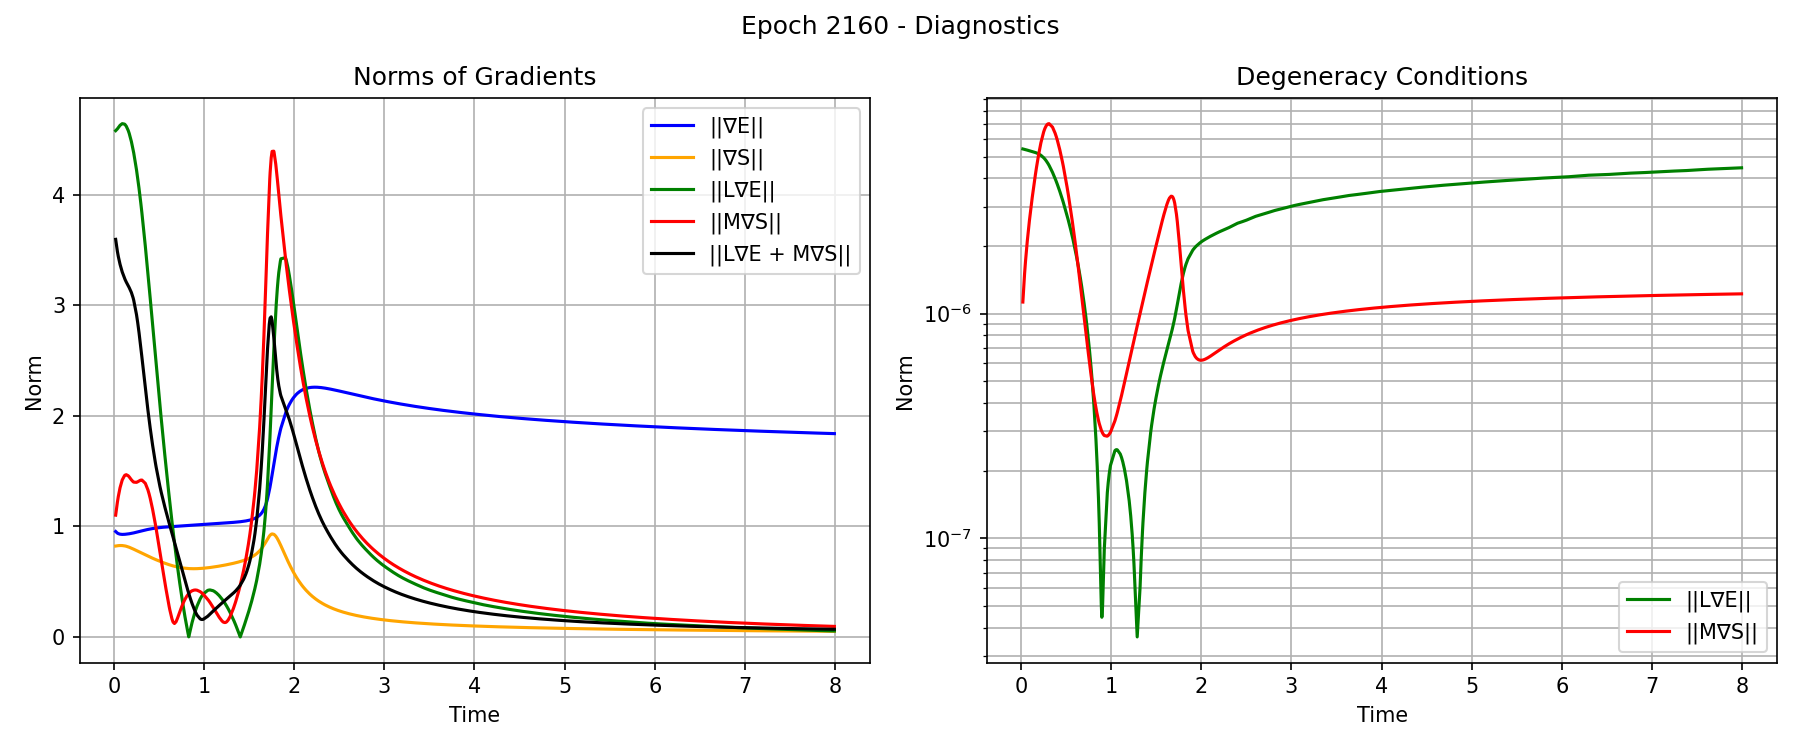 Epoch 2160 - Diagnostics
Norms of Gradients
Norm
4
3
2
1
0
||∇E||
||∇S||
||L∇E||
||M∇S||
||L∇E + M∇S||
0 1 2 3 4 5 6 7 8
Time
Degeneracy Conditions
Norm
10⁻⁶
10⁻⁷
||L∇E||
||M∇S||
0 1 2 3 4 5 6 7 8
Time